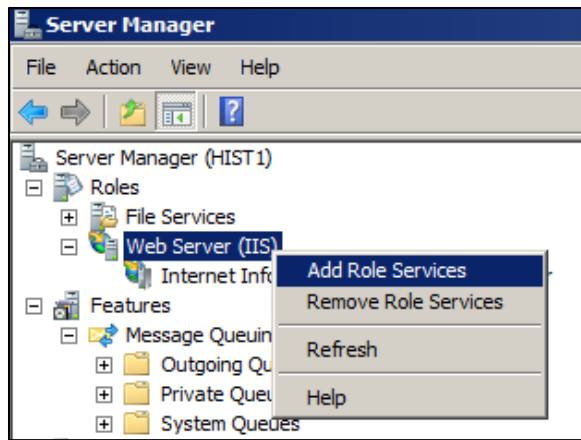 Server Manager
File Action View Help
Server Manager (HIST1)
Roles
File Services
Web Server (IIS)
Internet Info
Add Role Services
Features
Remove Role Services
Message Queuin
Refresh
Outgoing Qu
Private Queu
Help
System Queues